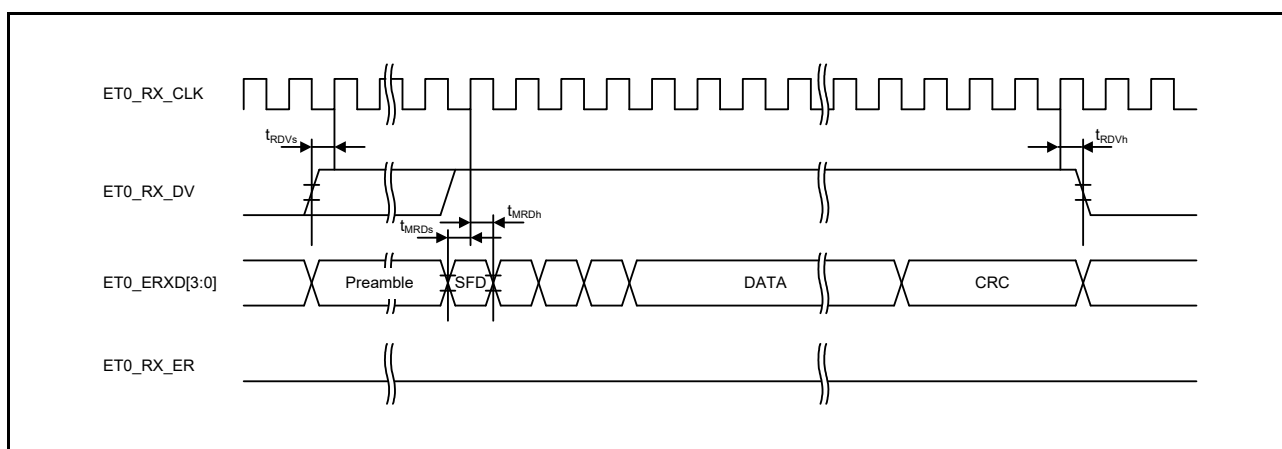 ET0_RX_CLK
tRDVs
tRDVh
ET0_RX_DV
tMRDh
tMRDs
ET0_ERXD[3:0]
Preamble
SFD
DATA
CRC
ET0_RX_ER